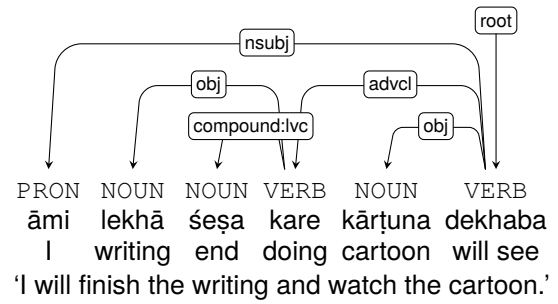 root
nsubj
obj advcl
compound:lvc obj
PRON NOUN NOUN VERB NOUN VERB
āmi lekhā śeṣa kare kārṭuna dekhaba
I writing end doing cartoon will see
‘I will finish the writing and watch the cartoon.’